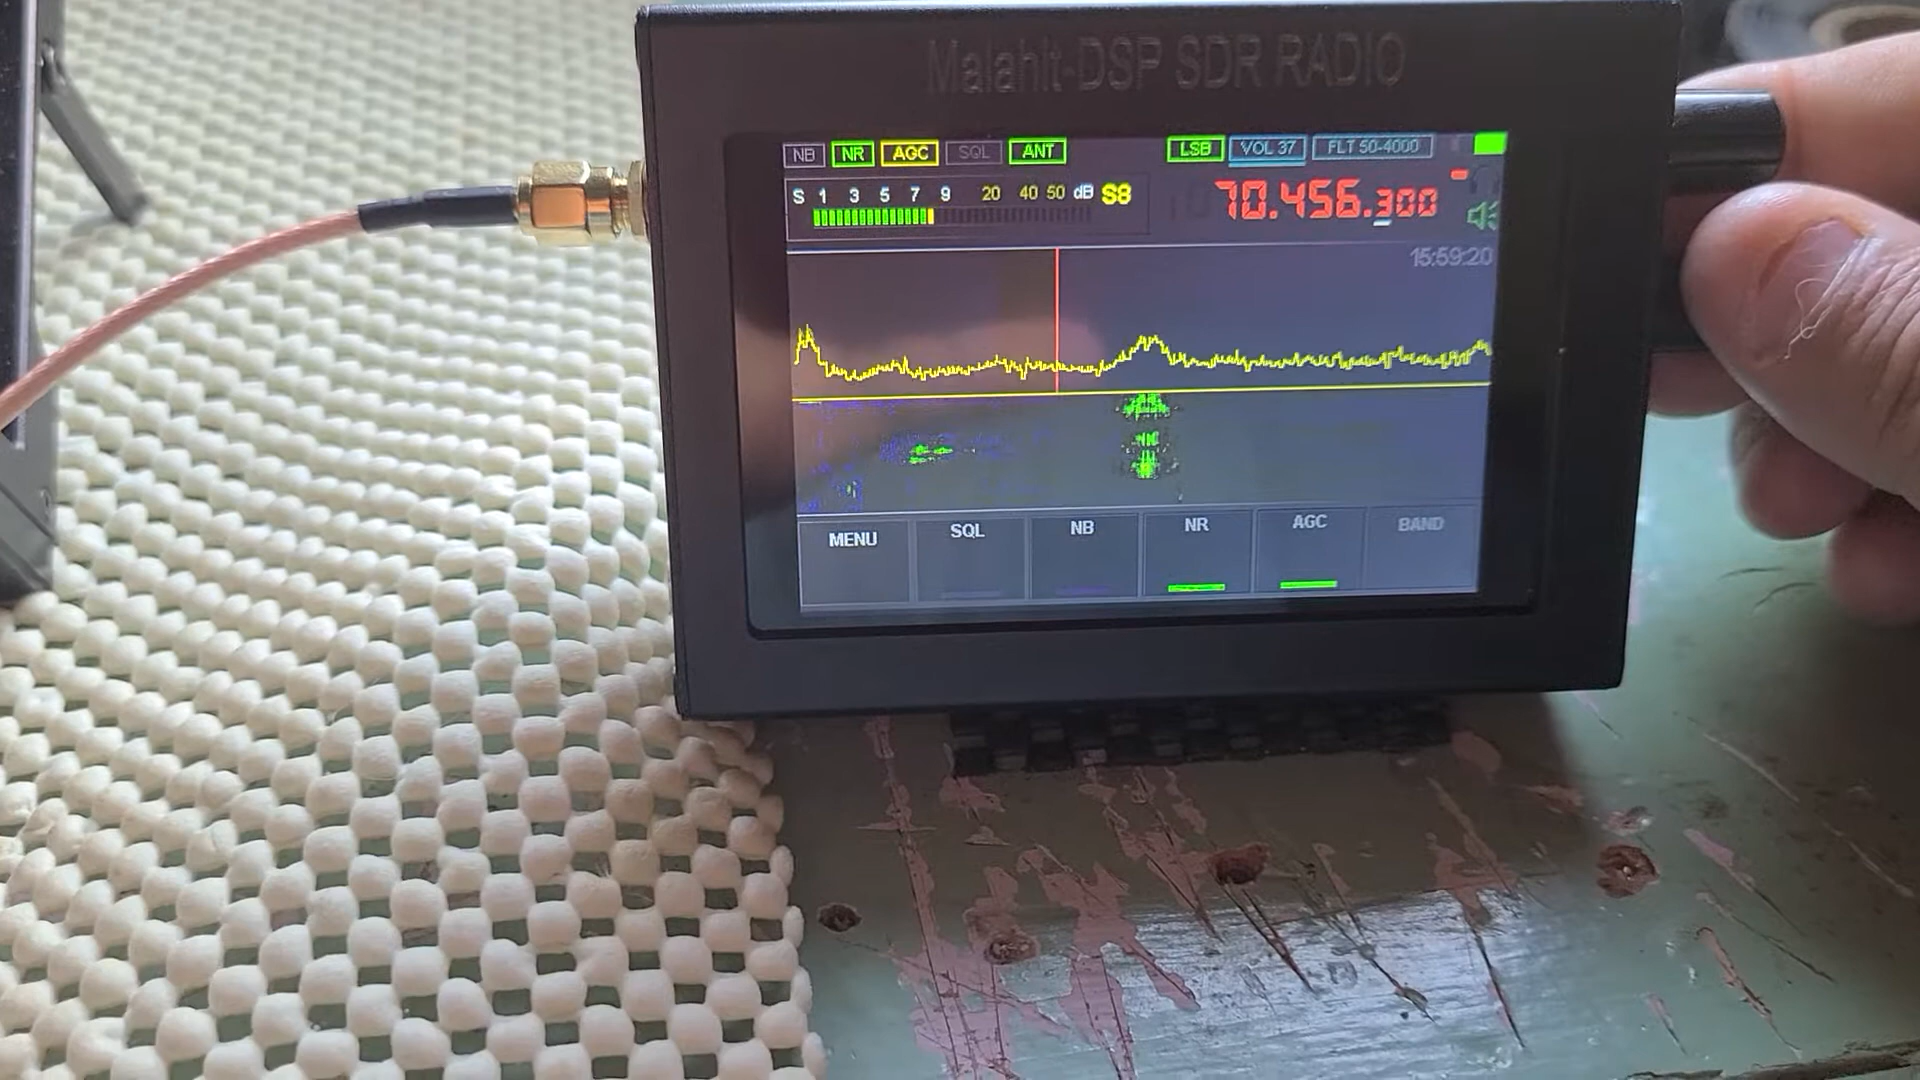 Malahit-DSP SDR RADIO
NB NR AGC SQL ANT LSB VOL 37 FLT 50-4000
S 1 3 5 7 9 20 40 50 dB S8
70.456.300
15:59:20
MENU SQL NB NR AGC BAND